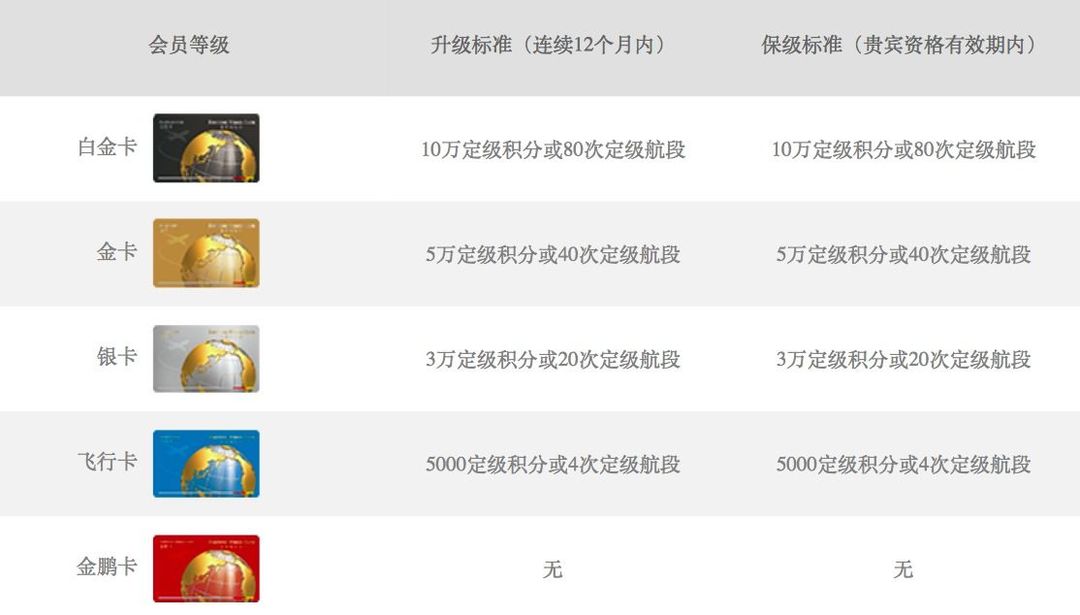 会员等级 升级标准（连续12个月内） 保级标准（贵宾资格有效期内）
白金卡 10万定级积分或80次定级航段 10万定级积分或80次定级航段
金卡 5万定级积分或40次定级航段 5万定级积分或40次定级航段
银卡 3万定级积分或20次定级航段 3万定级积分或20次定级航段
飞行卡 5000定级积分或4次定级航段 5000定级积分或4次定级航段
金鹏卡 无 无